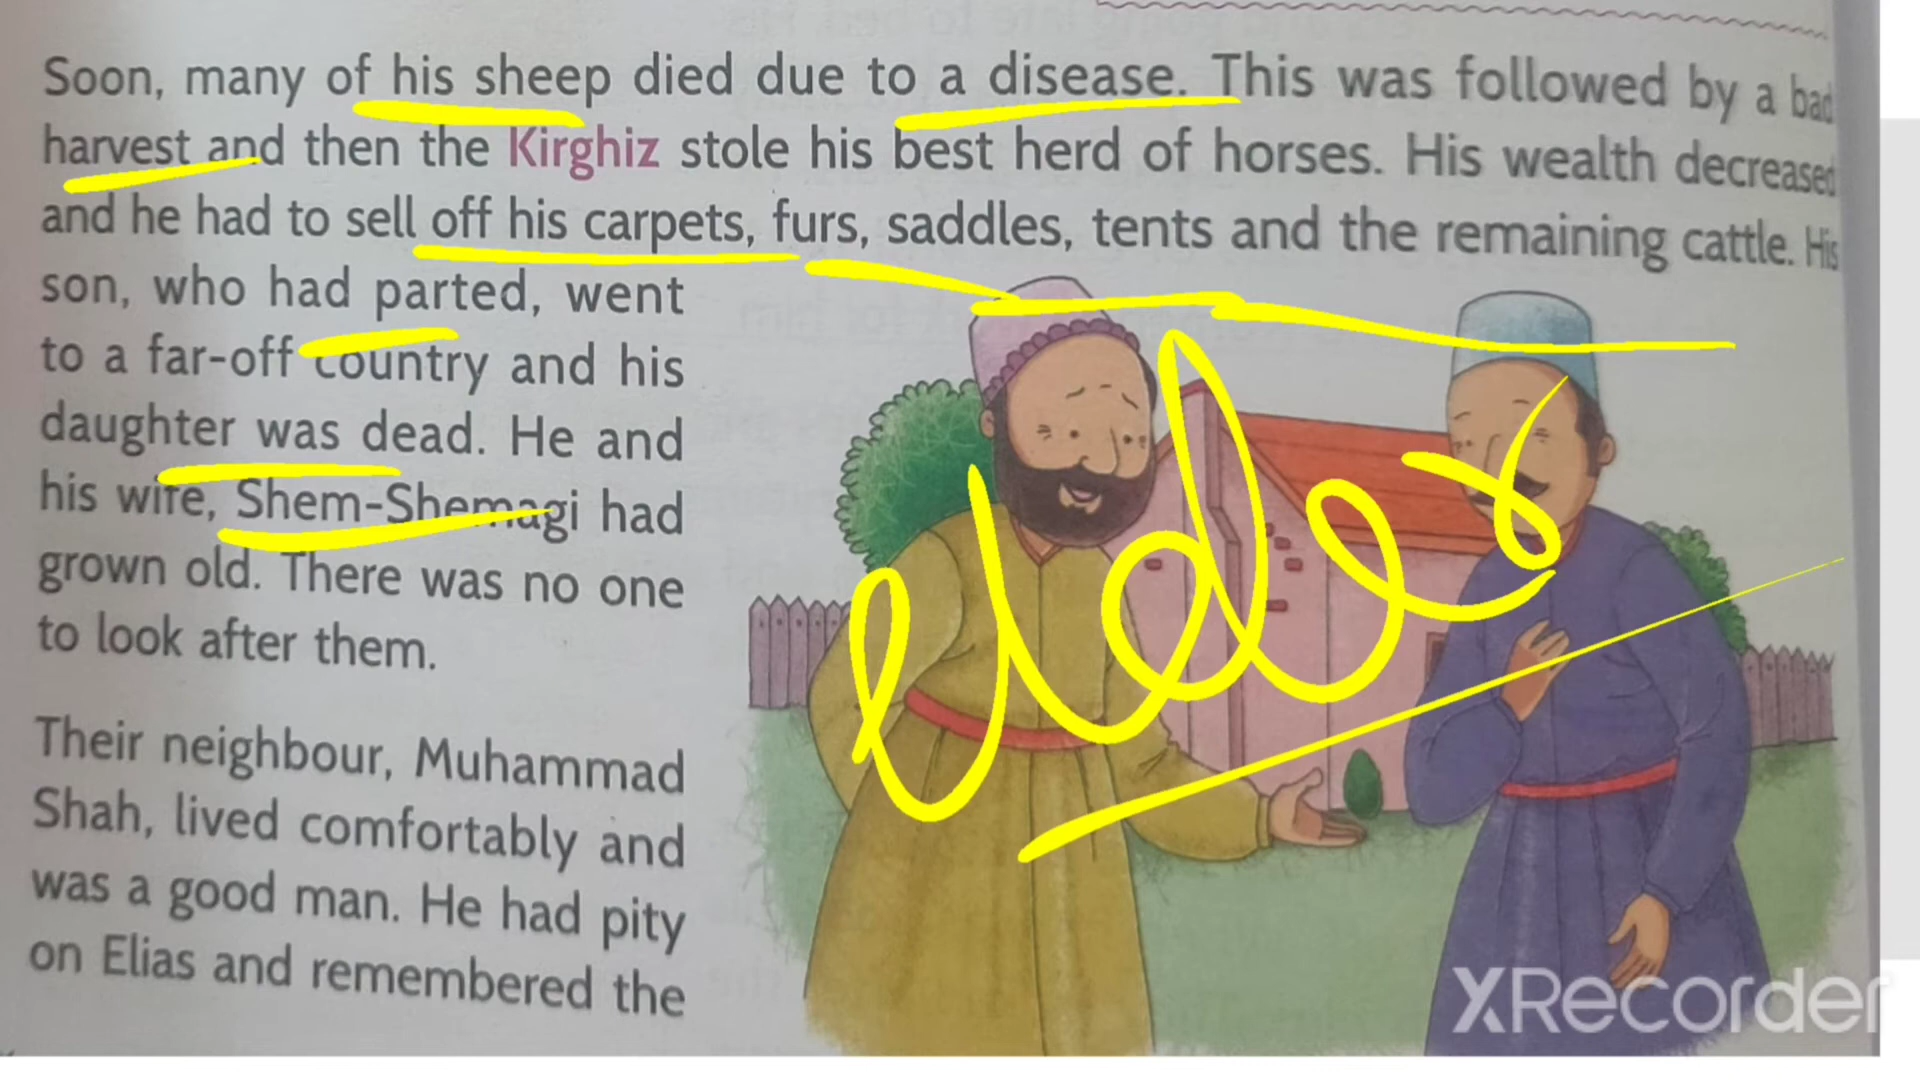 Soon, many of his sheep died due to a disease. This was followed by a bad
harvest and then the Kirghiz stole his best herd of horses. His wealth decreased
and he had to sell off his carpets, furs, saddles, tents and the remaining cattle. His
son, who had parted, went
to a far-off country and his
daughter was dead. He and
his wife, Shem-Shemagi had
grown old. There was no one
to look after them.
Their neighbour, Muhammad
Shah, lived comfortably and
was a good man. He had pity
on Elias and remembered the
elder
XRecorder